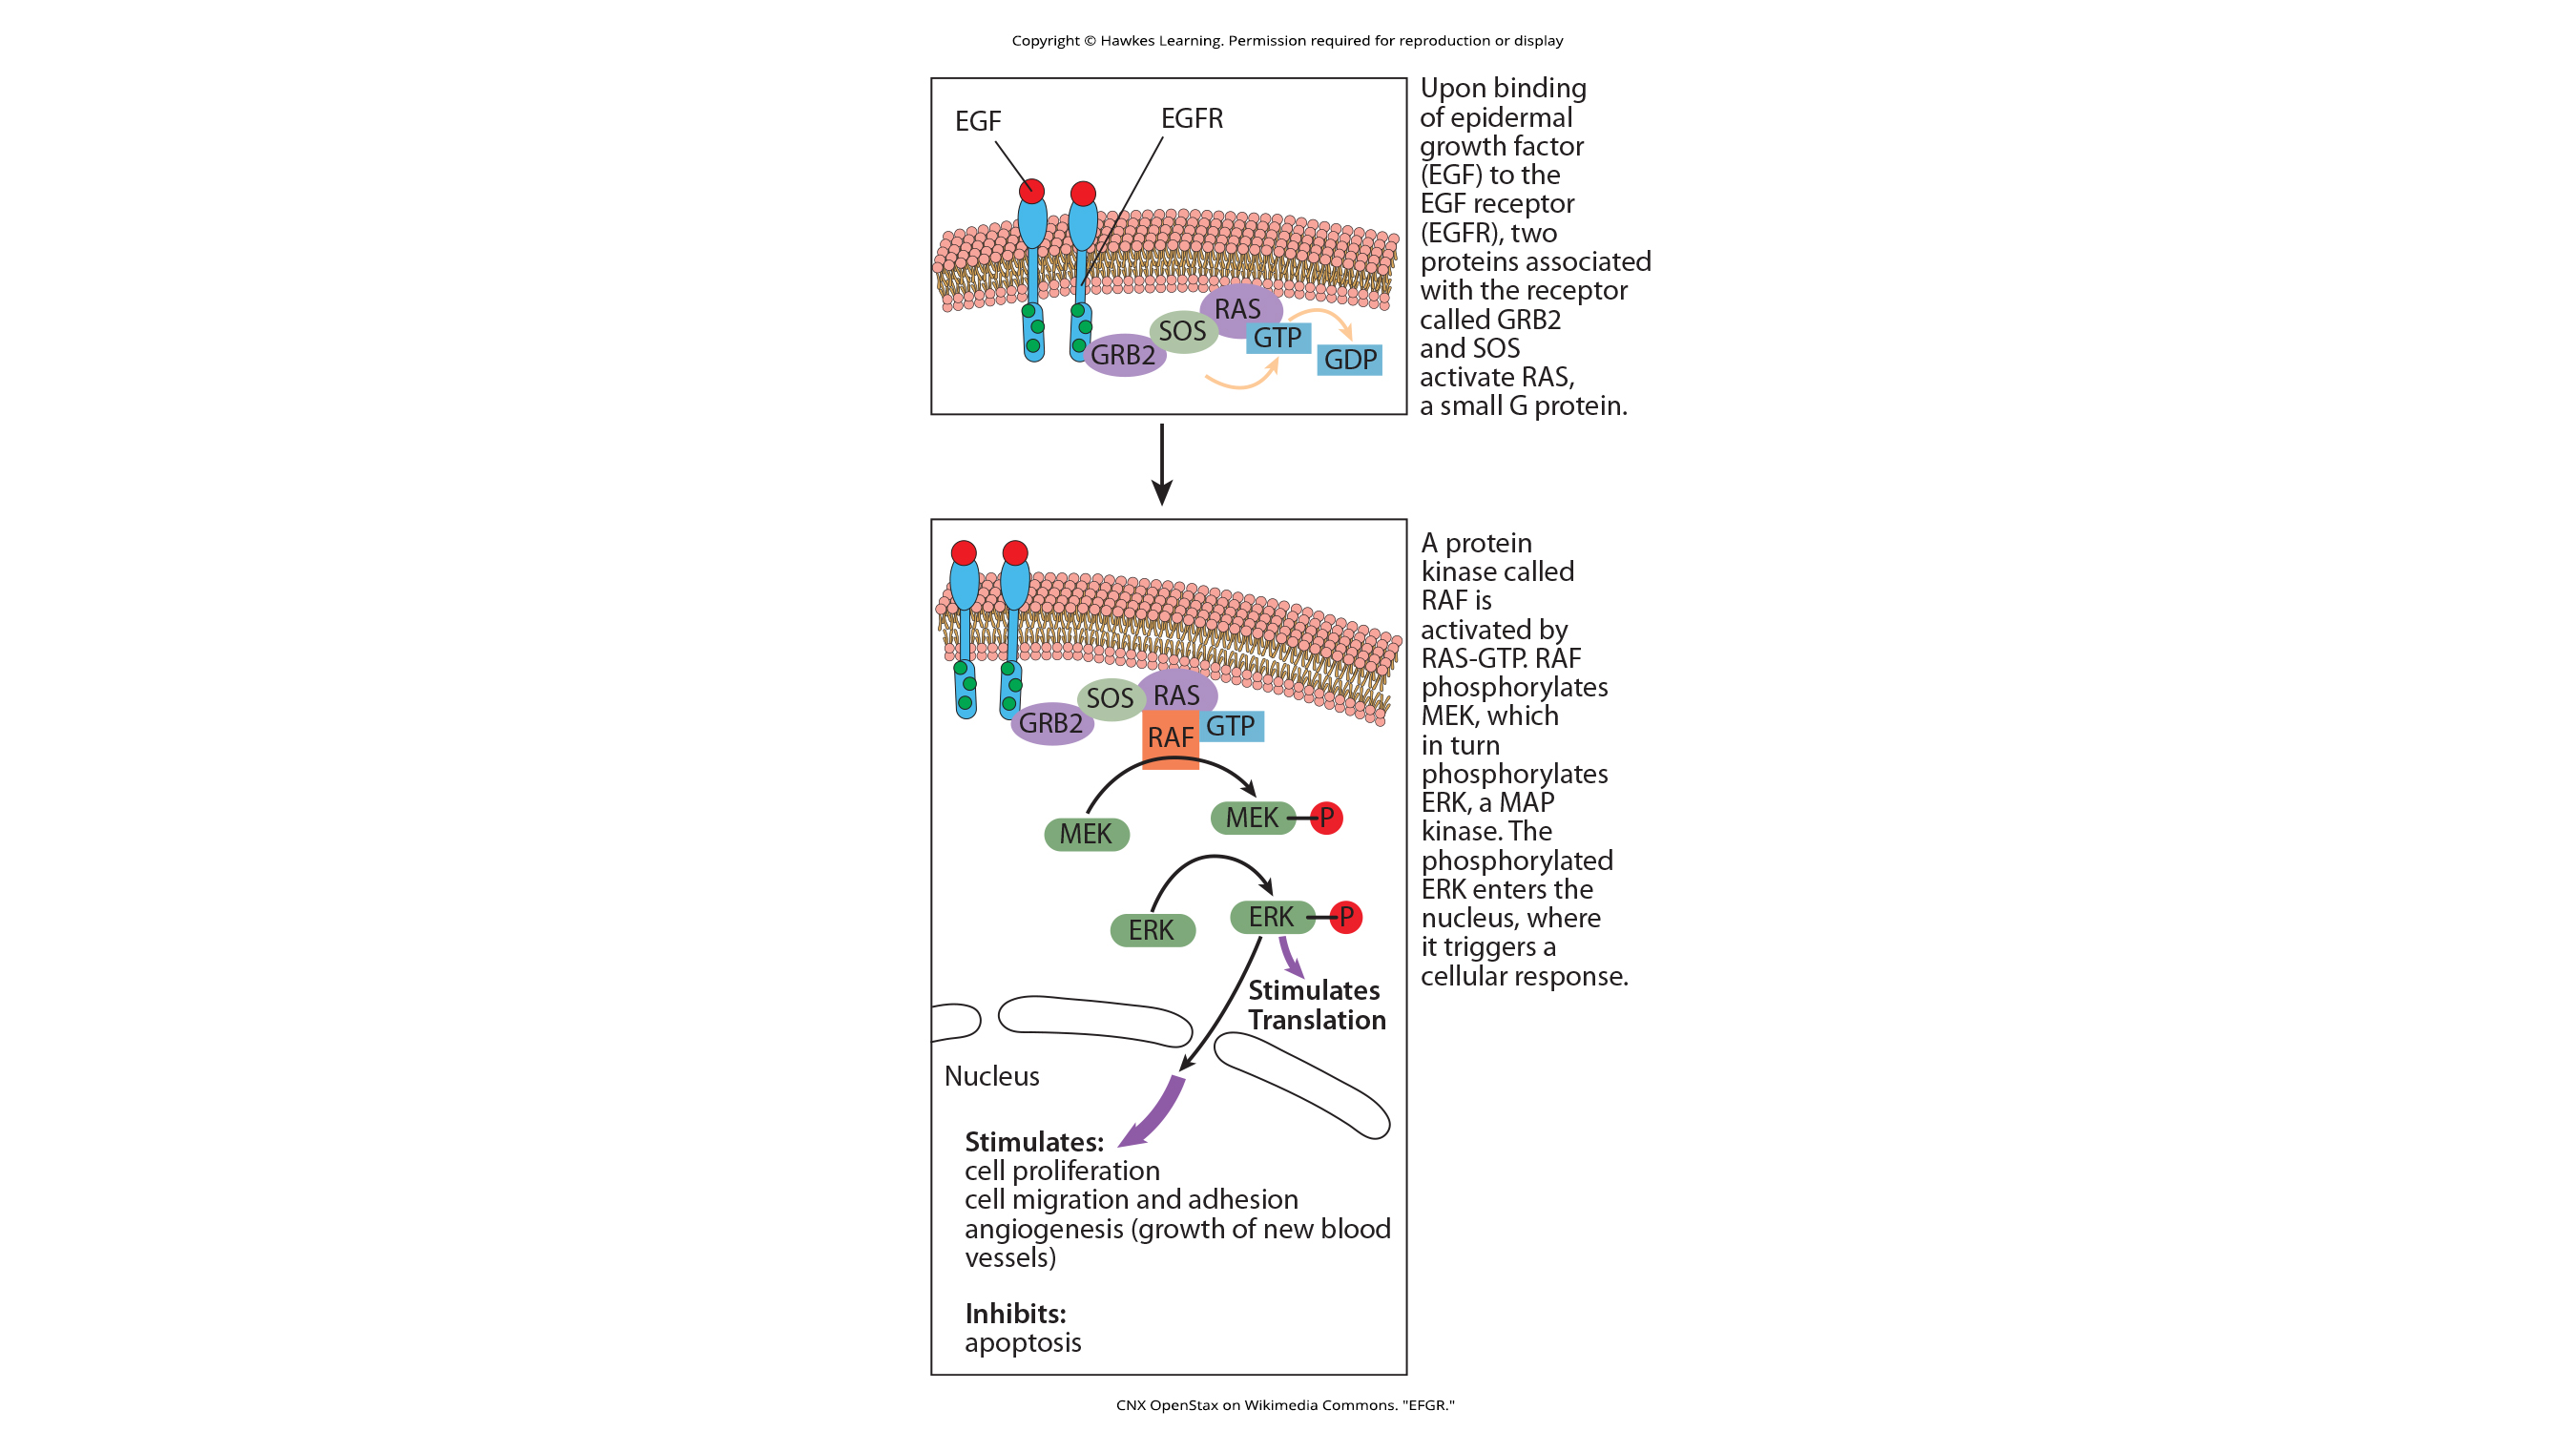 Copyright © Hawkes Learning. Permission required for reproduction or display
EGF
EGFR
RAS
SOS
GTP
GRB2
GDP
Upon binding
of epidermal
growth factor
(EGF) to the
EGF receptor
(EGFR), two
proteins associated
with the receptor
called GRB2
and SOS
activate RAS,
a small G protein.
SOS
RAS
GRB2
GTP
RAF
MEK
MEK
P
ERK
ERK
P
Stimulates
Translation
Nucleus
Stimulates:
cell proliferation
cell migration and adhesion
angiogenesis (growth of new blood
vessels)
Inhibits:
apoptosis
A protein
kinase called
RAF is
activated by
RAS-GTP. RAF
phosphorylates
MEK, which
in turn
phosphorylates
ERK, a MAP
kinase. The
phosphorylated
ERK enters the
nucleus, where
it triggers a
cellular response.
CNX OpenStax on Wikimedia Commons. "EFGR."